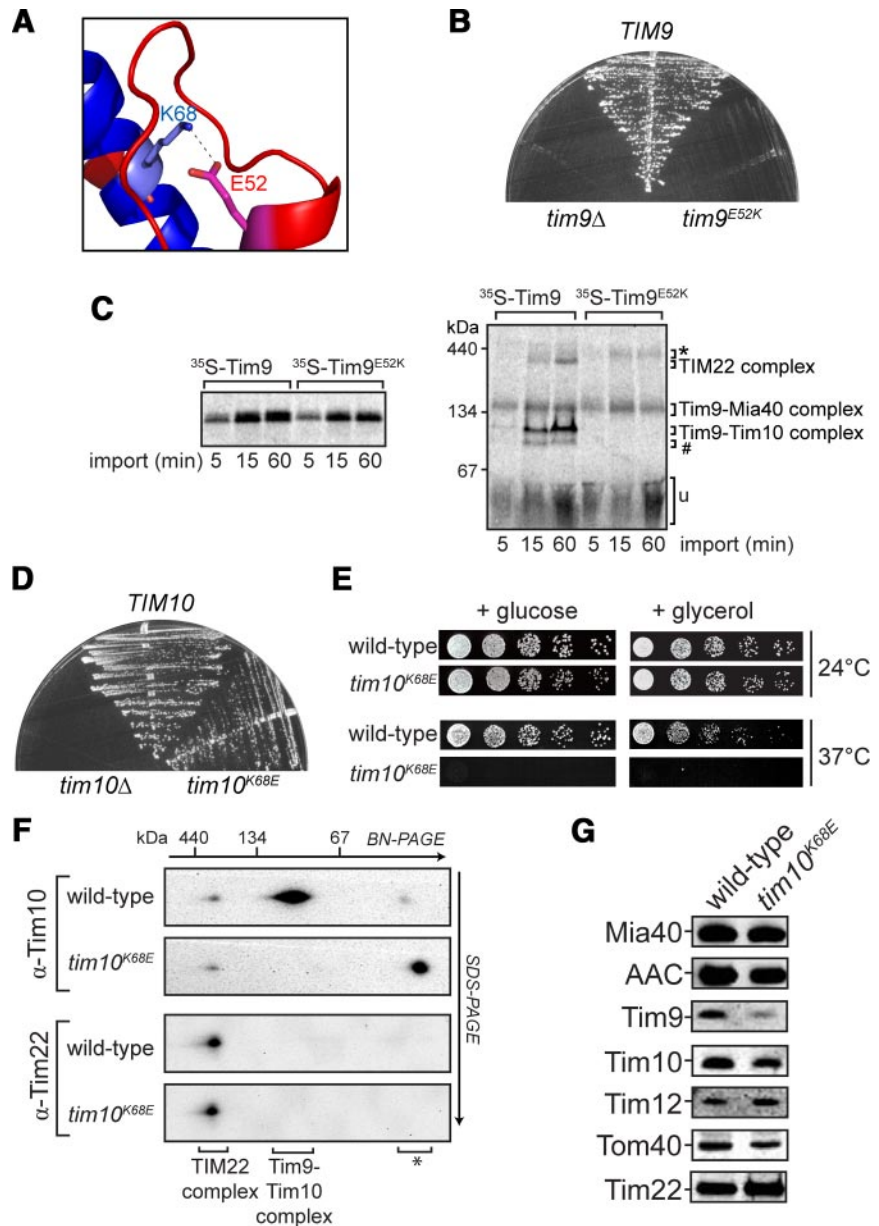 A
K68
E52
B
TIM9
tim9Δ tim9E52K
C
35S-Tim9 35S-Tim9E52K
import (min) 5 15 60 5 15 60
35S-Tim9 35S-Tim9E52K
kDa
440
134
67
*
TIM22 complex
Tim9-Mia40 complex
Tim9-Tim10 complex
#
u
5 15 60 5 15 60 import (min)
D
TIM10
tim10Δ tim10K68E
E
+ glucose + glycerol
wild-type
tim10K68E
24°C
wild-type
tim10K68E
37°C
F
kDa 440 134 67 BN-PAGE
α-Tim10
wild-type
tim10K68E
α-Tim22
wild-type
tim10K68E
SDS-PAGE
TIM22
complex
Tim9-
Tim10
complex
*
G
wild-type
tim10K68E
Mia40
AAC
Tim9
Tim10
Tim12
Tom40
Tim22